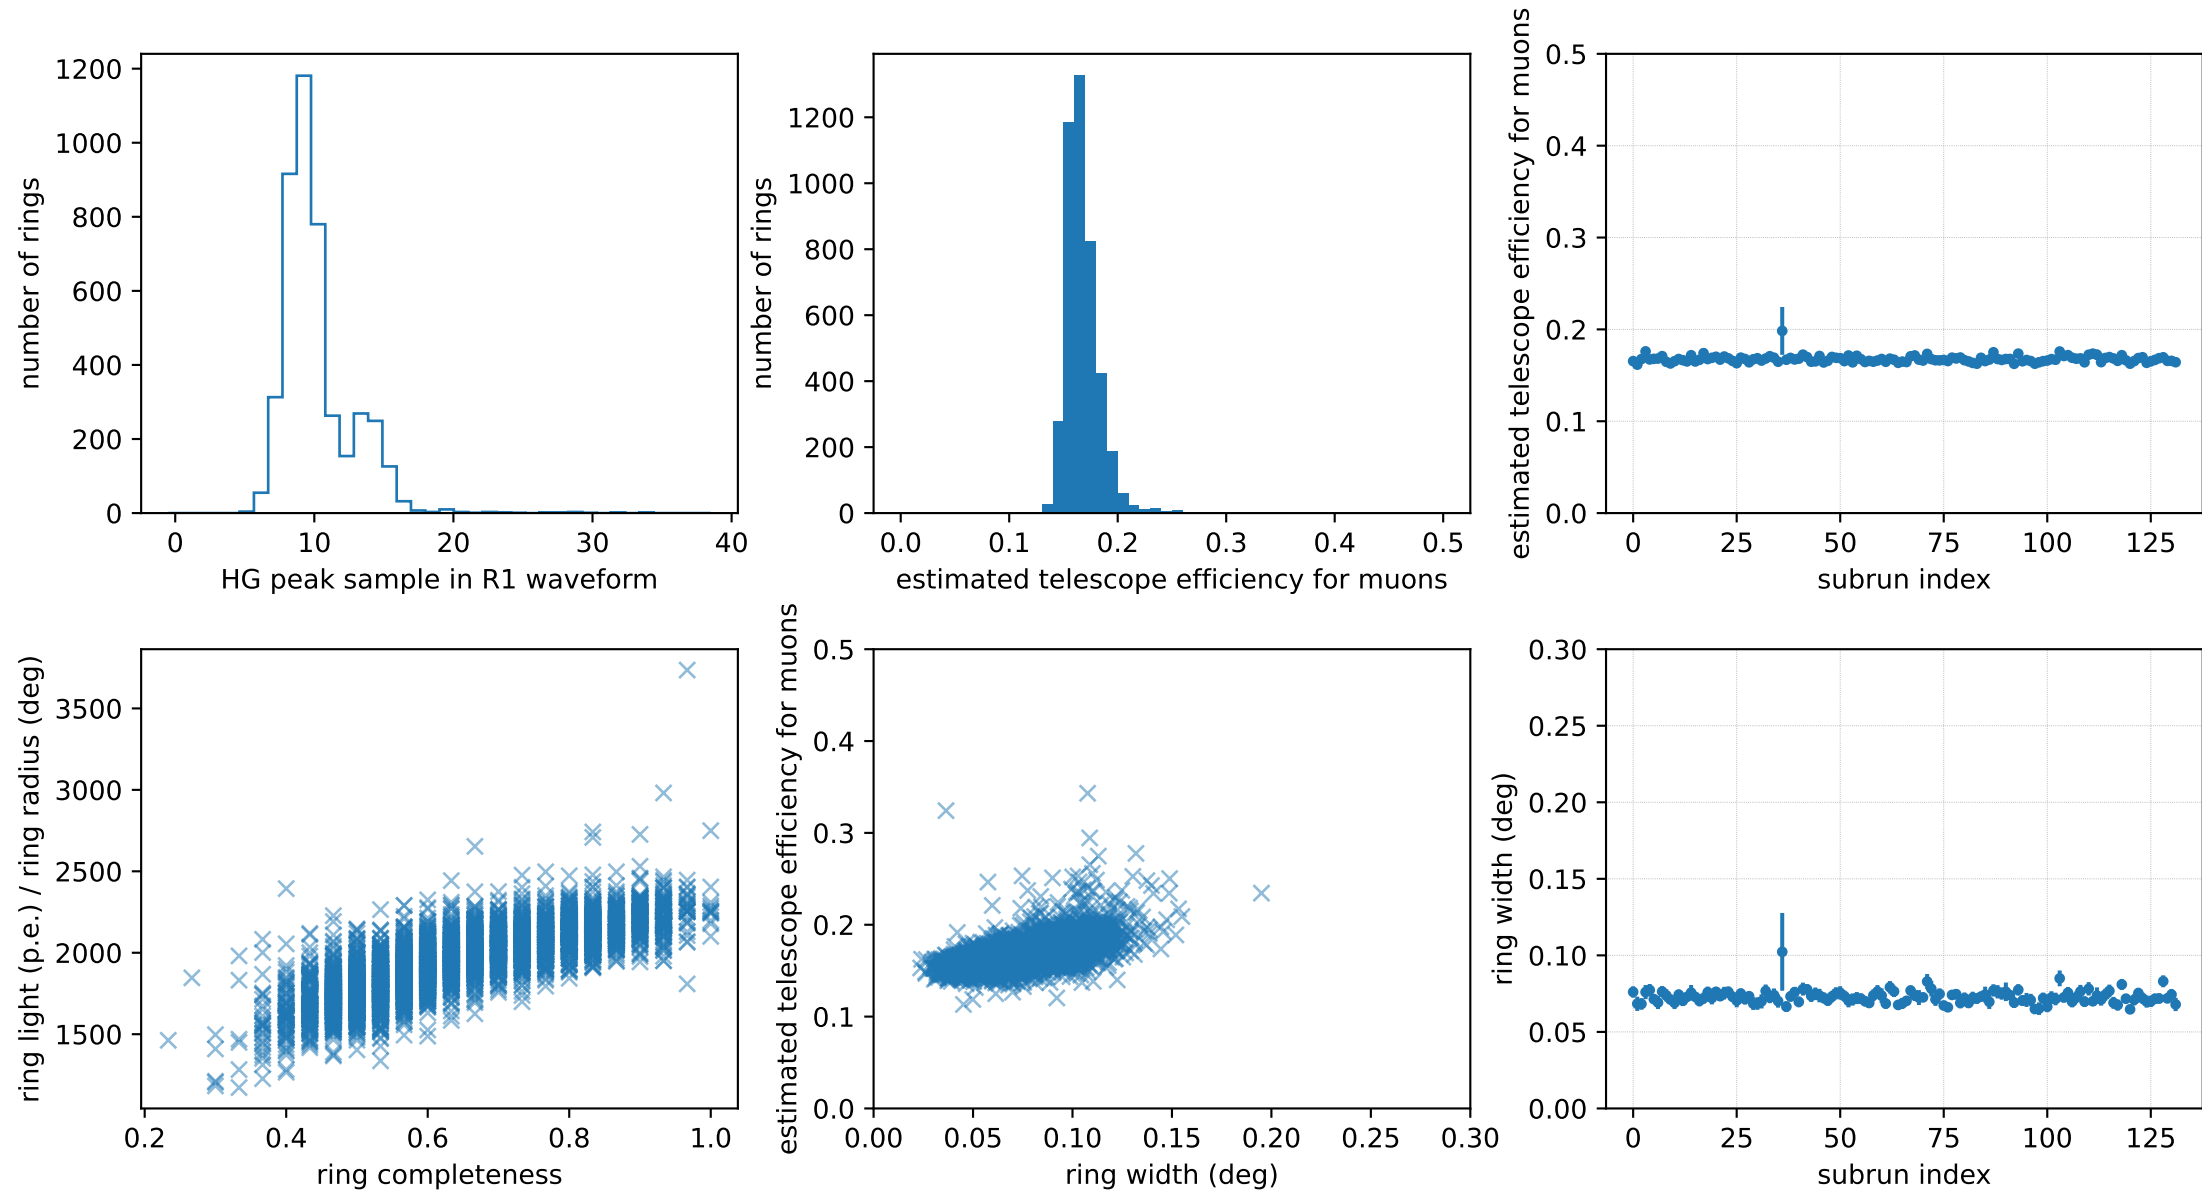 number of rings
1200
1000
800
600
400
200
0
0 10 20 30 40
HG peak sample in R1 waveform
number of rings
1200
1000
800
600
400
200
0
0.0 0.1 0.2 0.3 0.4 0.5
estimated telescope efficiency for muons
estimated telescope efficiency for muons
0.5
0.4
0.3
0.2
0.1
0.0
0 25 50 75 100 125
subrun index
ring light (p.e.) / ring radius (deg)
3500
3000
2500
2000
1500
0.2 0.4 0.6 0.8 1.0
ring completeness
estimated telescope efficiency for muons
0.5
0.4
0.3
0.2
0.1
0.0
0.00 0.05 0.10 0.15 0.20 0.25 0.30
ring width (deg)
ring width (deg)
0.30
0.25
0.20
0.15
0.10
0.05
0.00
0 25 50 75 100 125
subrun index